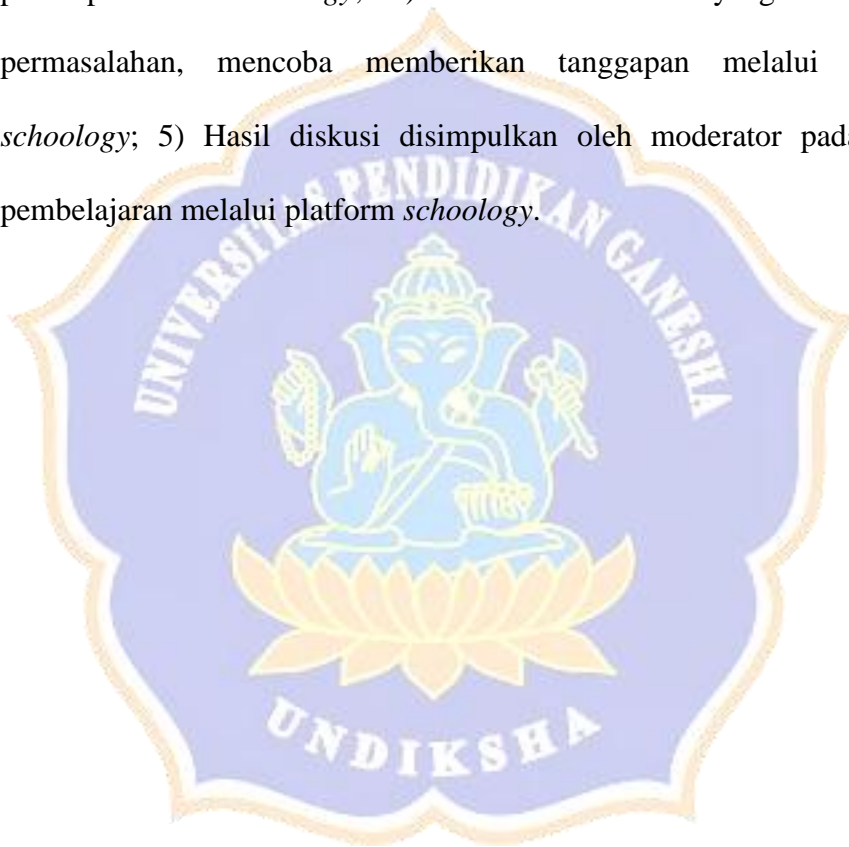 permasalahan, mencoba memberikan tanggapan melalui
schoology; 5) Hasil diskusi disimpulkan oleh moderator pada
pembelajaran melalui platform schoology.
UNIVERSITAS PENDIDIKAN GANESHA
UNDIKSHA